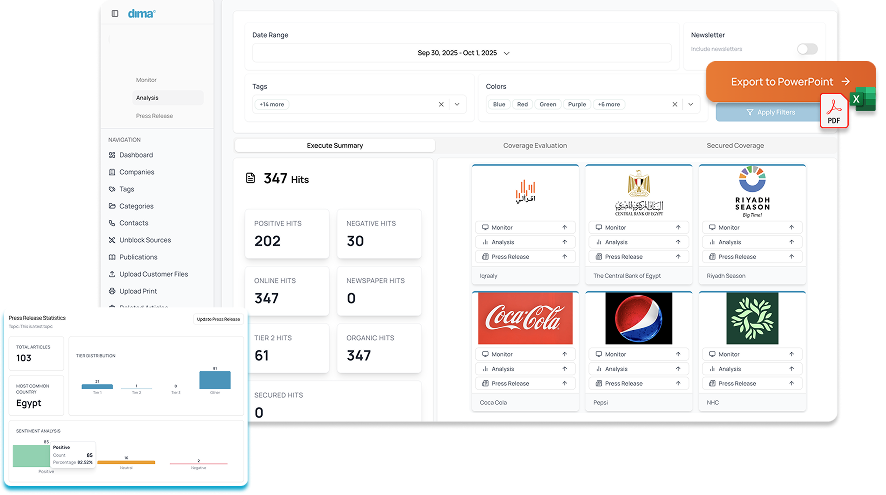 dima
Monitor
Analysis
Press Release
NAVIGATION
Dashboard
Companies
Tags
Categories
Contacts
Unblock Sources
Publications
Upload Customer Files
Upload Print
Related Articles
Date Range
Sep 30, 2025 - Oct 1, 2025
Newsletter
Include newsletters
Tags
+14 more
Colors
Blue Red Green Purple +6 more
Export to PowerPoint
PDF
X
Apply Filters
Execute Summary
Coverage Evaluation
Secured Coverage
347 Hits
POSITIVE HITS
202
NEGATIVE HITS
30
ONLINE HITS
347
NEWSPAPER HITS
0
TIER 2 HITS
61
ORGANIC HITS
347
SECURED HITS
0
اقرألي
Monitor
Analysis
Press Release
Iqraaly
البنك المركزي المصري
CENTRAL BANK OF EGYPT
Monitor
Analysis
Press Release
The Central Bank of Egypt
RIYADH
SEASON
Big Time!
Monitor
Analysis
Press Release
Riyadh Season
Coca-Cola
Monitor
Analysis
Press Release
Coca Cola
Monitor
Analysis
Press Release
Pepsi
Monitor
Analysis
Press Release
NHC
Press Release Statistics
Update Press Release
TOTAL ARTICLES
103
MOST COMMON
COUNTRY
Egypt
TIER DISTRIBUTION
21
1
0
81
Tier 1
Tier 2
Tier 3
Other
SENTIMENT ANALYSIS
85
Positive
Count 85
Percentage 82.52%
16
2
Positive
Neutral
Negative